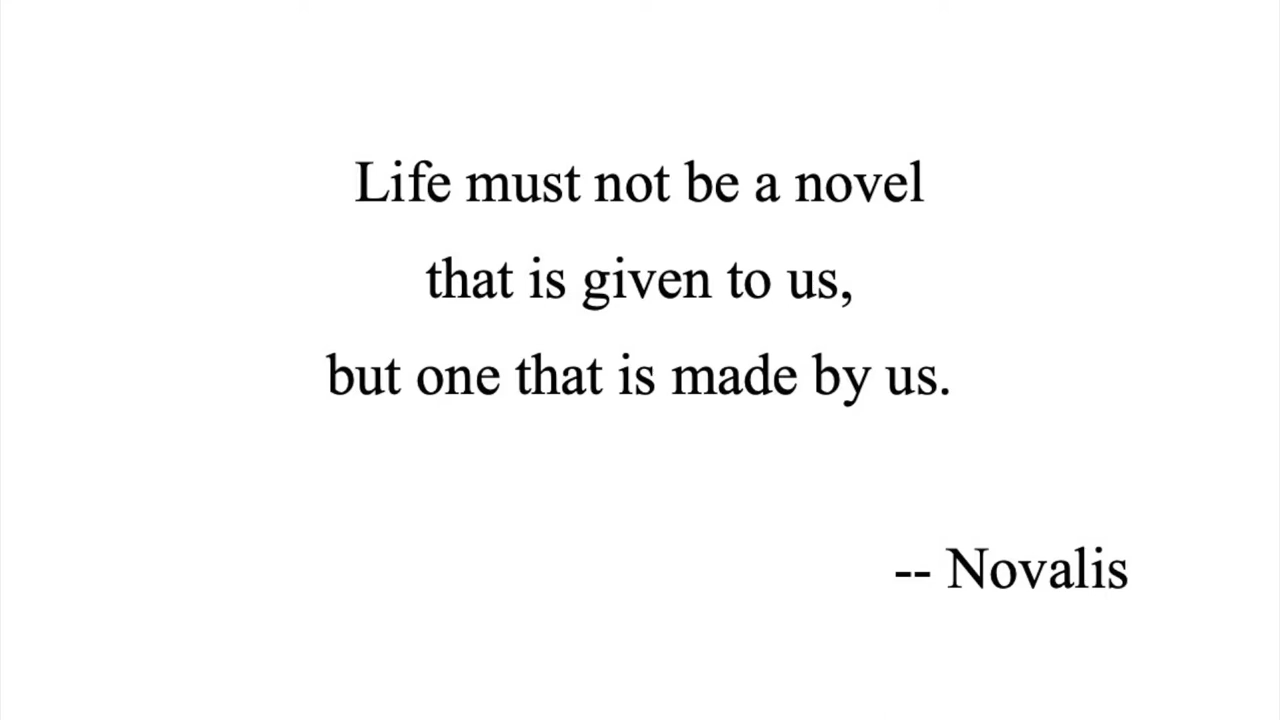 Life must not be a novel
that is given to us,
but one that is made by us.
-- Novalis